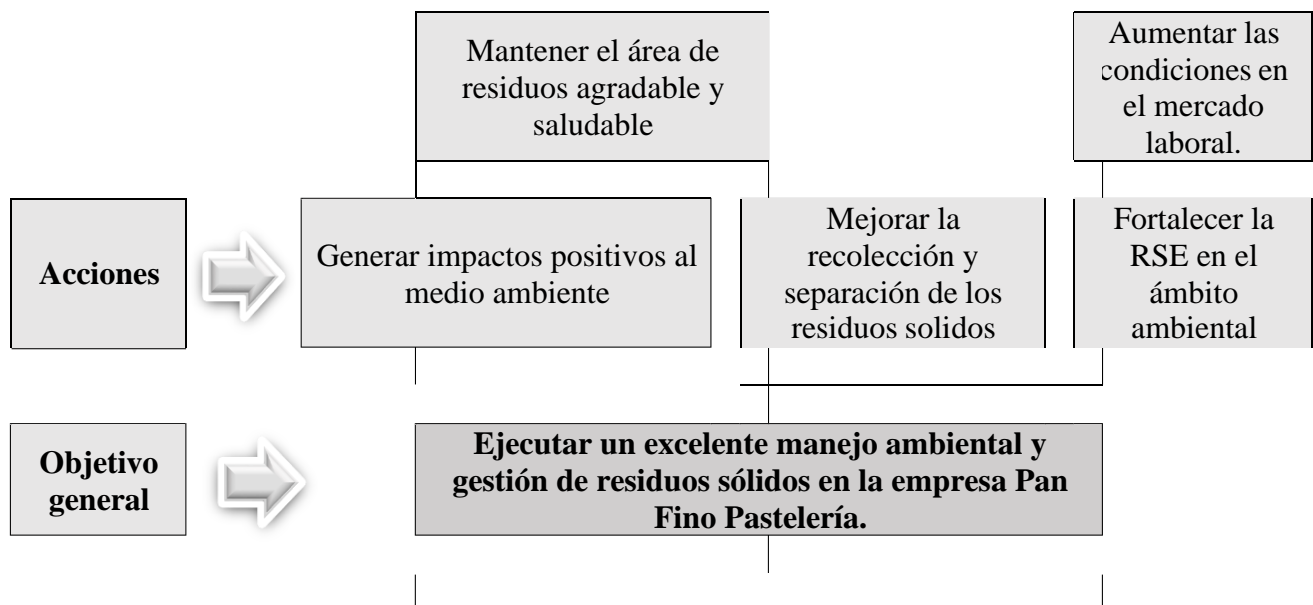 Mantener el área de
residuos agradable y
saludable
Aumentar las
condiciones en
el mercado
laboral.
Acciones
Generar impactos positivos al
medio ambiente
Mejorar la
recolección y
separación de los
residuos solidos
Fortalecer la
RSE en el
ámbito
ambiental
Objetivo
general
Ejecutar un excelente manejo ambiental y
gestión de residuos sólidos en la empresa Pan
Fino Pastelería.